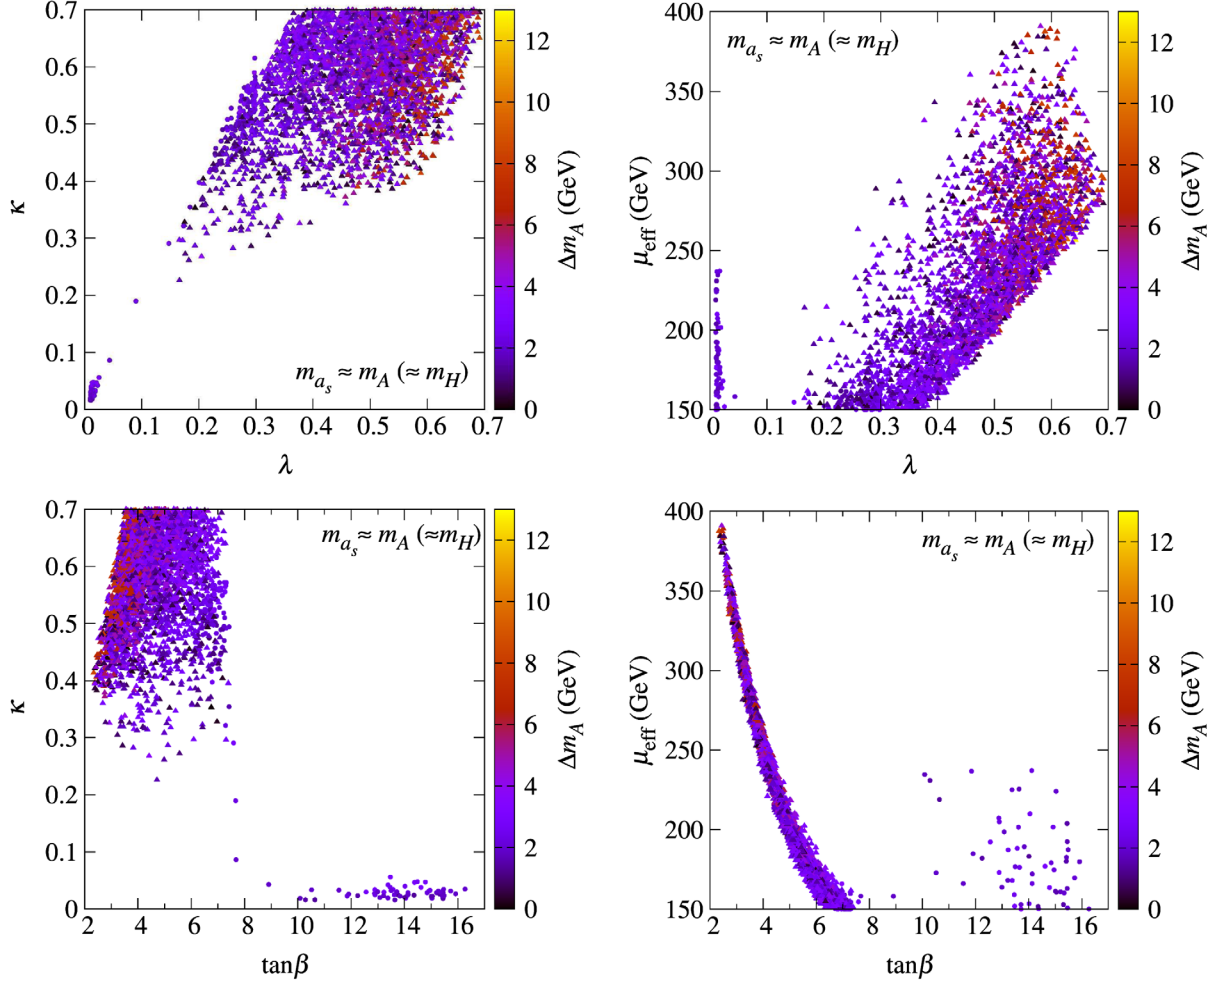 0.7
0.6
0.5
0.4
0.3
0.2
0.1
0
κ
m_{a_s} ≈ m_A (≈ m_H)
0 0.1 0.2 0.3 0.4 0.5 0.6 0.7
λ
12
10
8
6
4
2
0
Δm_A (GeV)
400
350
300
250
200
150
μ_eff (GeV)
m_{a_s} ≈ m_A (≈ m_H)
0 0.1 0.2 0.3 0.4 0.5 0.6 0.7
λ
12
10
8
6
4
2
0
Δm_A (GeV)
0.7
0.6
0.5
0.4
0.3
0.2
0.1
0
κ
m_{a_s} ≈ m_A (≈m_H)
2 4 6 8 10 12 14 16
tanβ
12
10
8
6
4
2
0
Δm_A (GeV)
400
350
300
250
200
150
μ_eff (GeV)
m_{a_s} ≈ m_A (≈ m_H)
2 4 6 8 10 12 14 16
tanβ
12
10
8
6
4
2
0
Δm_A (GeV)